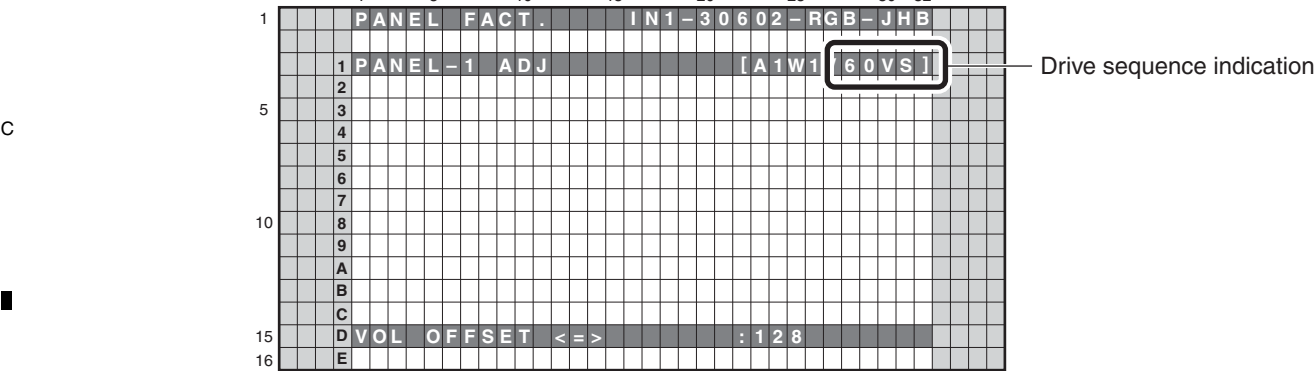 1 PANEL FACT. IN1–30602–RGB–JHB
1 PANEL–1 ADJ [A1W1 60VS] Drive sequence indication
2
5 3
C
4
5
6
7
10 8
9
A
B
C
15 D VOL OFFSET <=> :128
16 E